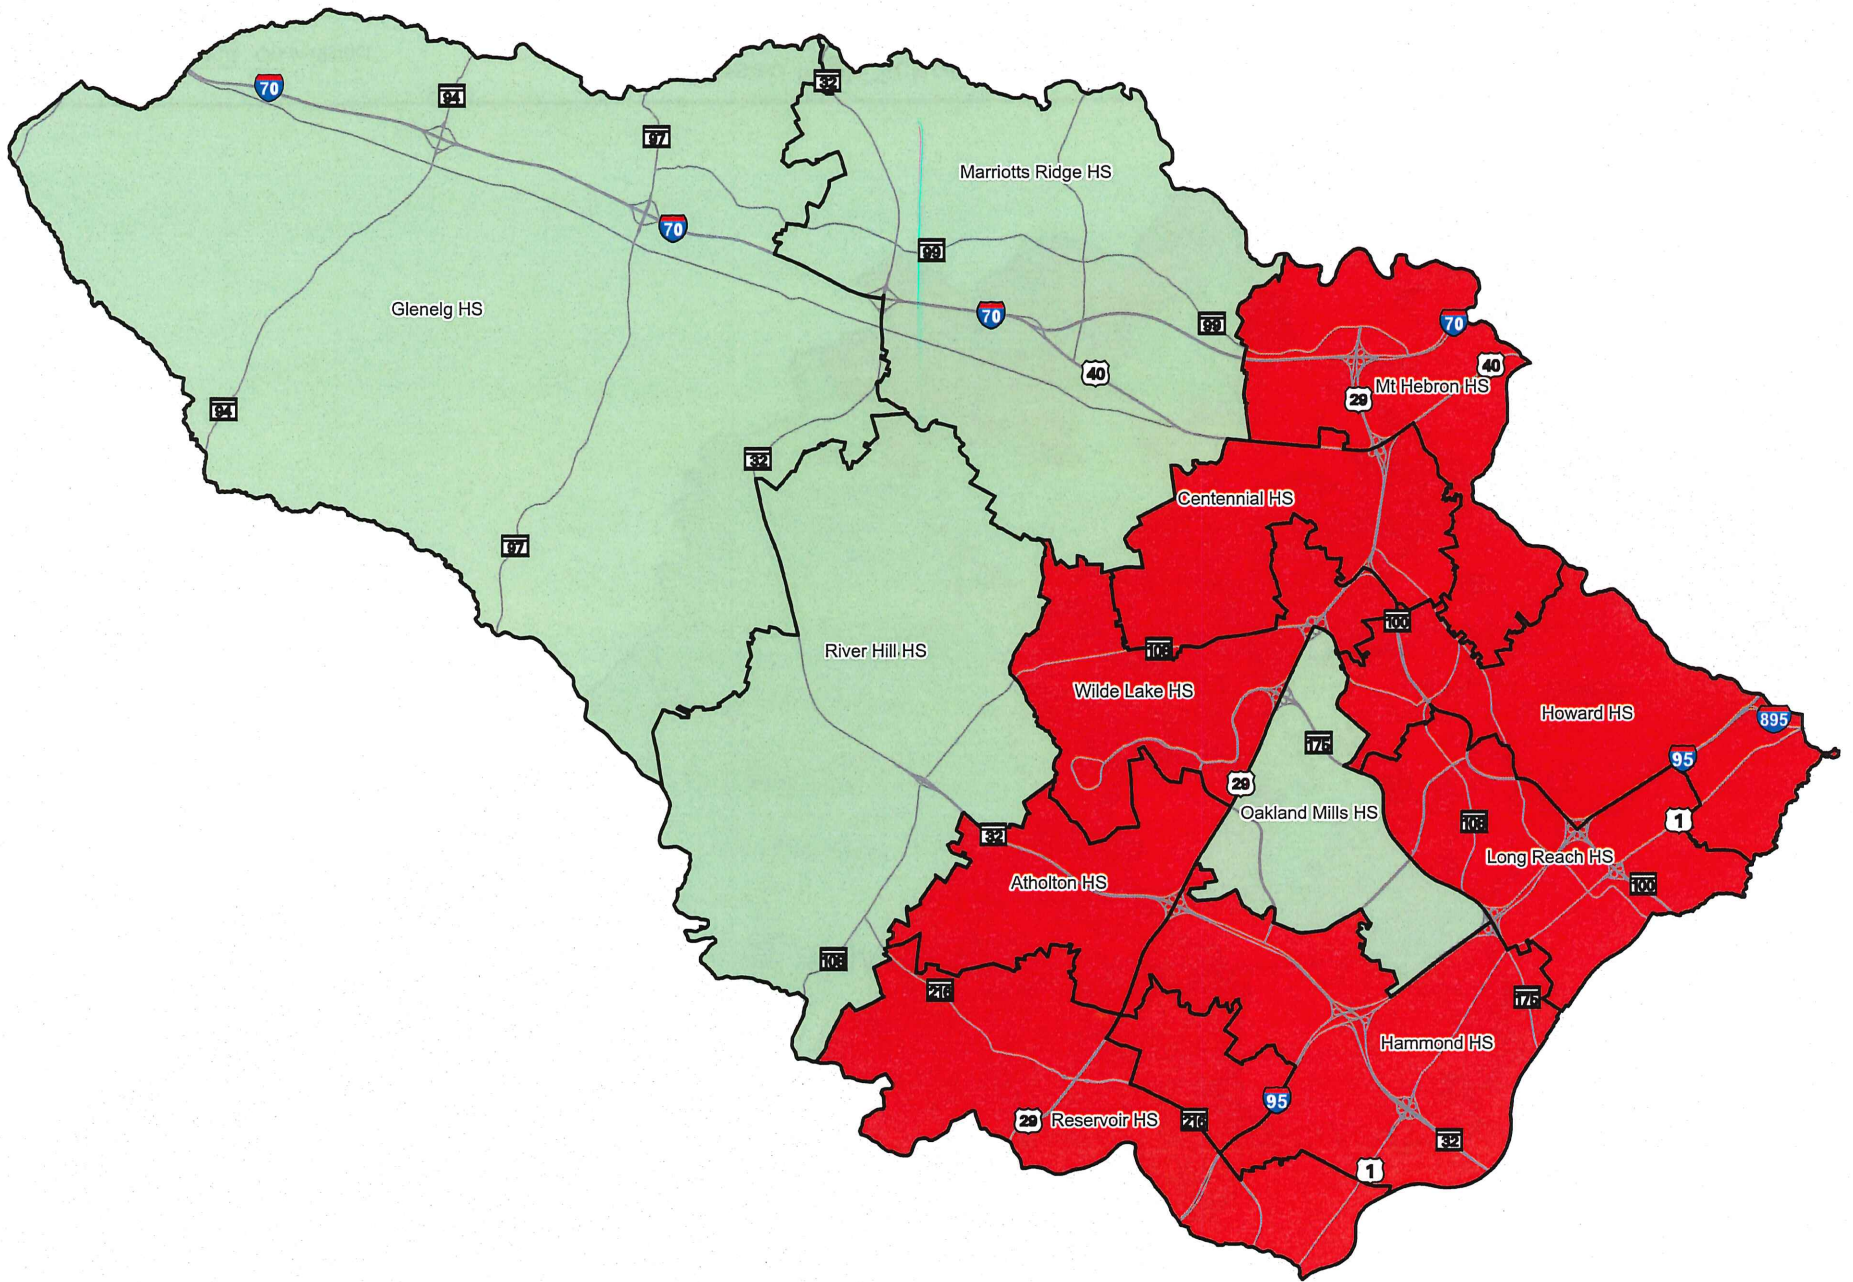 70
94
32
97
Marriotts Ridge HS
70
99
Glenelg HS
70
99
70
40
40
Mt Hebron HS
29
94
32
Centennial HS
97
100
108
River Hill HS
Wilde Lake HS
Howard HS
895
175
95
29
Oakland Mills HS
1
108
32
Long Reach HS
Atholton HS
100
108
216
175
Hammond HS
95
29
Reservoir HS
216
32
1